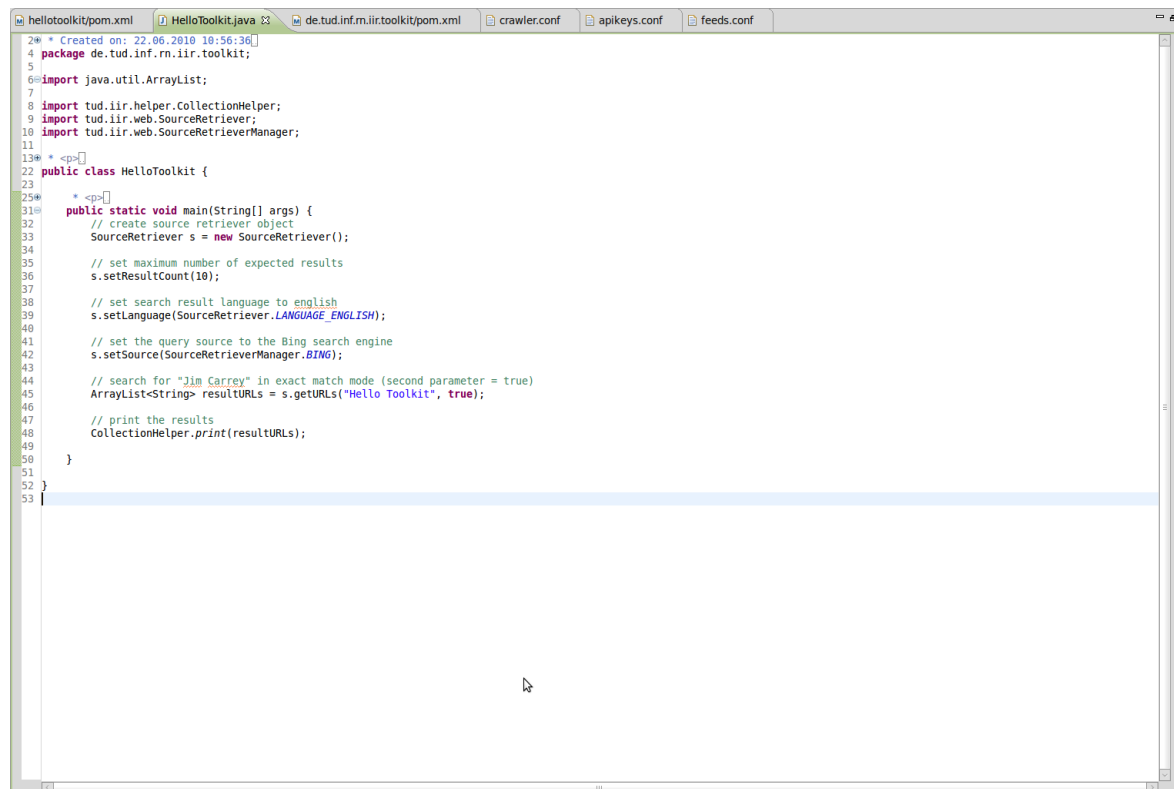 hellotoolkit/pom.xml HelloToolkit.java de.tud.inf.rn.iir.toolkit/pom.xml crawler.conf apikeys.conf feeds.conf
2 * Created on: 22.06.2010 10:56:36
4 package de.tud.inf.rn.iir.toolkit;
5
6 import java.util.ArrayList;
7
8 import tud.iir.helper.CollectionHelper;
9 import tud.iir.web.SourceRetriever;
10 import tud.iir.web.SourceRetrieverManager;
11
13 * <p>
22 public class HelloToolkit {
23
25 * <p>
31 public static void main(String[] args) {
32 // create source retriever object
33 SourceRetriever s = new SourceRetriever();
34
35 // set maximum number of expected results
36 s.setResultCount(10);
37
38 // set search result language to english
39 s.setLanguage(SourceRetriever.LANGUAGE_ENGLISH);
40
41 // set the query source to the Bing search engine
42 s.setSource(SourceRetrieverManager.BING);
43
44 // search for "Jim Carrey" in exact match mode (second parameter = true)
45 ArrayList<String> resultURLs = s.getURLs("Hello Toolkit", true);
46
47 // print the results
48 CollectionHelper.print(resultURLs);
49
50 }
51
52 }
53